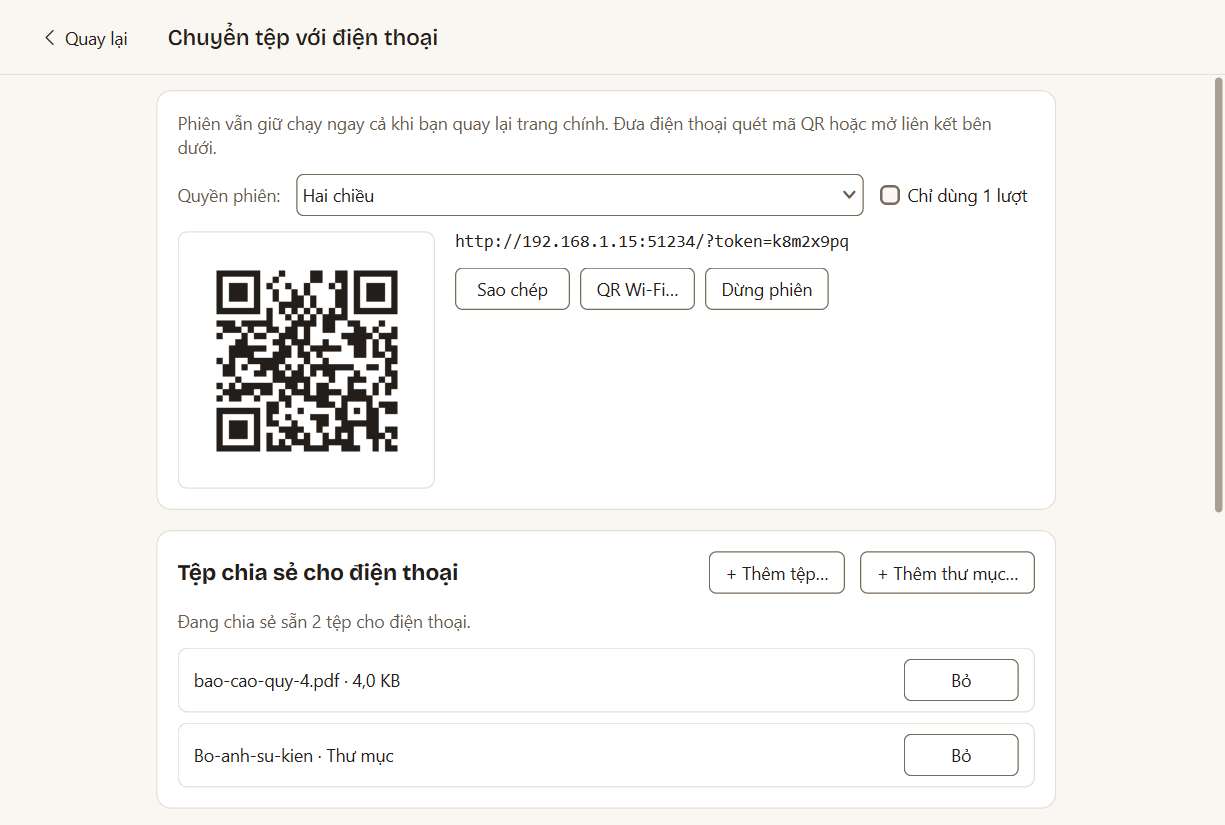 Quay lại
Chuyển tệp với điện thoại
Phiên vẫn giữ chạy ngay cả khi bạn quay lại trang chính. Đưa điện thoại quét mã QR hoặc mở liên kết bên
dưới.
Quyền phiên:
Hai chiều
Chỉ dùng 1 lượt
http://192.168.1.15:51234/?token=k8m2x9pq
Sao chép
QR Wi-Fi...
Dừng phiên
Tệp chia sẻ cho điện thoại
+ Thêm tệp...
+ Thêm thư mục...
Đang chia sẻ sẵn 2 tệp cho điện thoại.
bao-cao-quy-4.pdf · 4,0 KB
Bỏ
Bo-anh-su-kien · Thư mục
Bỏ